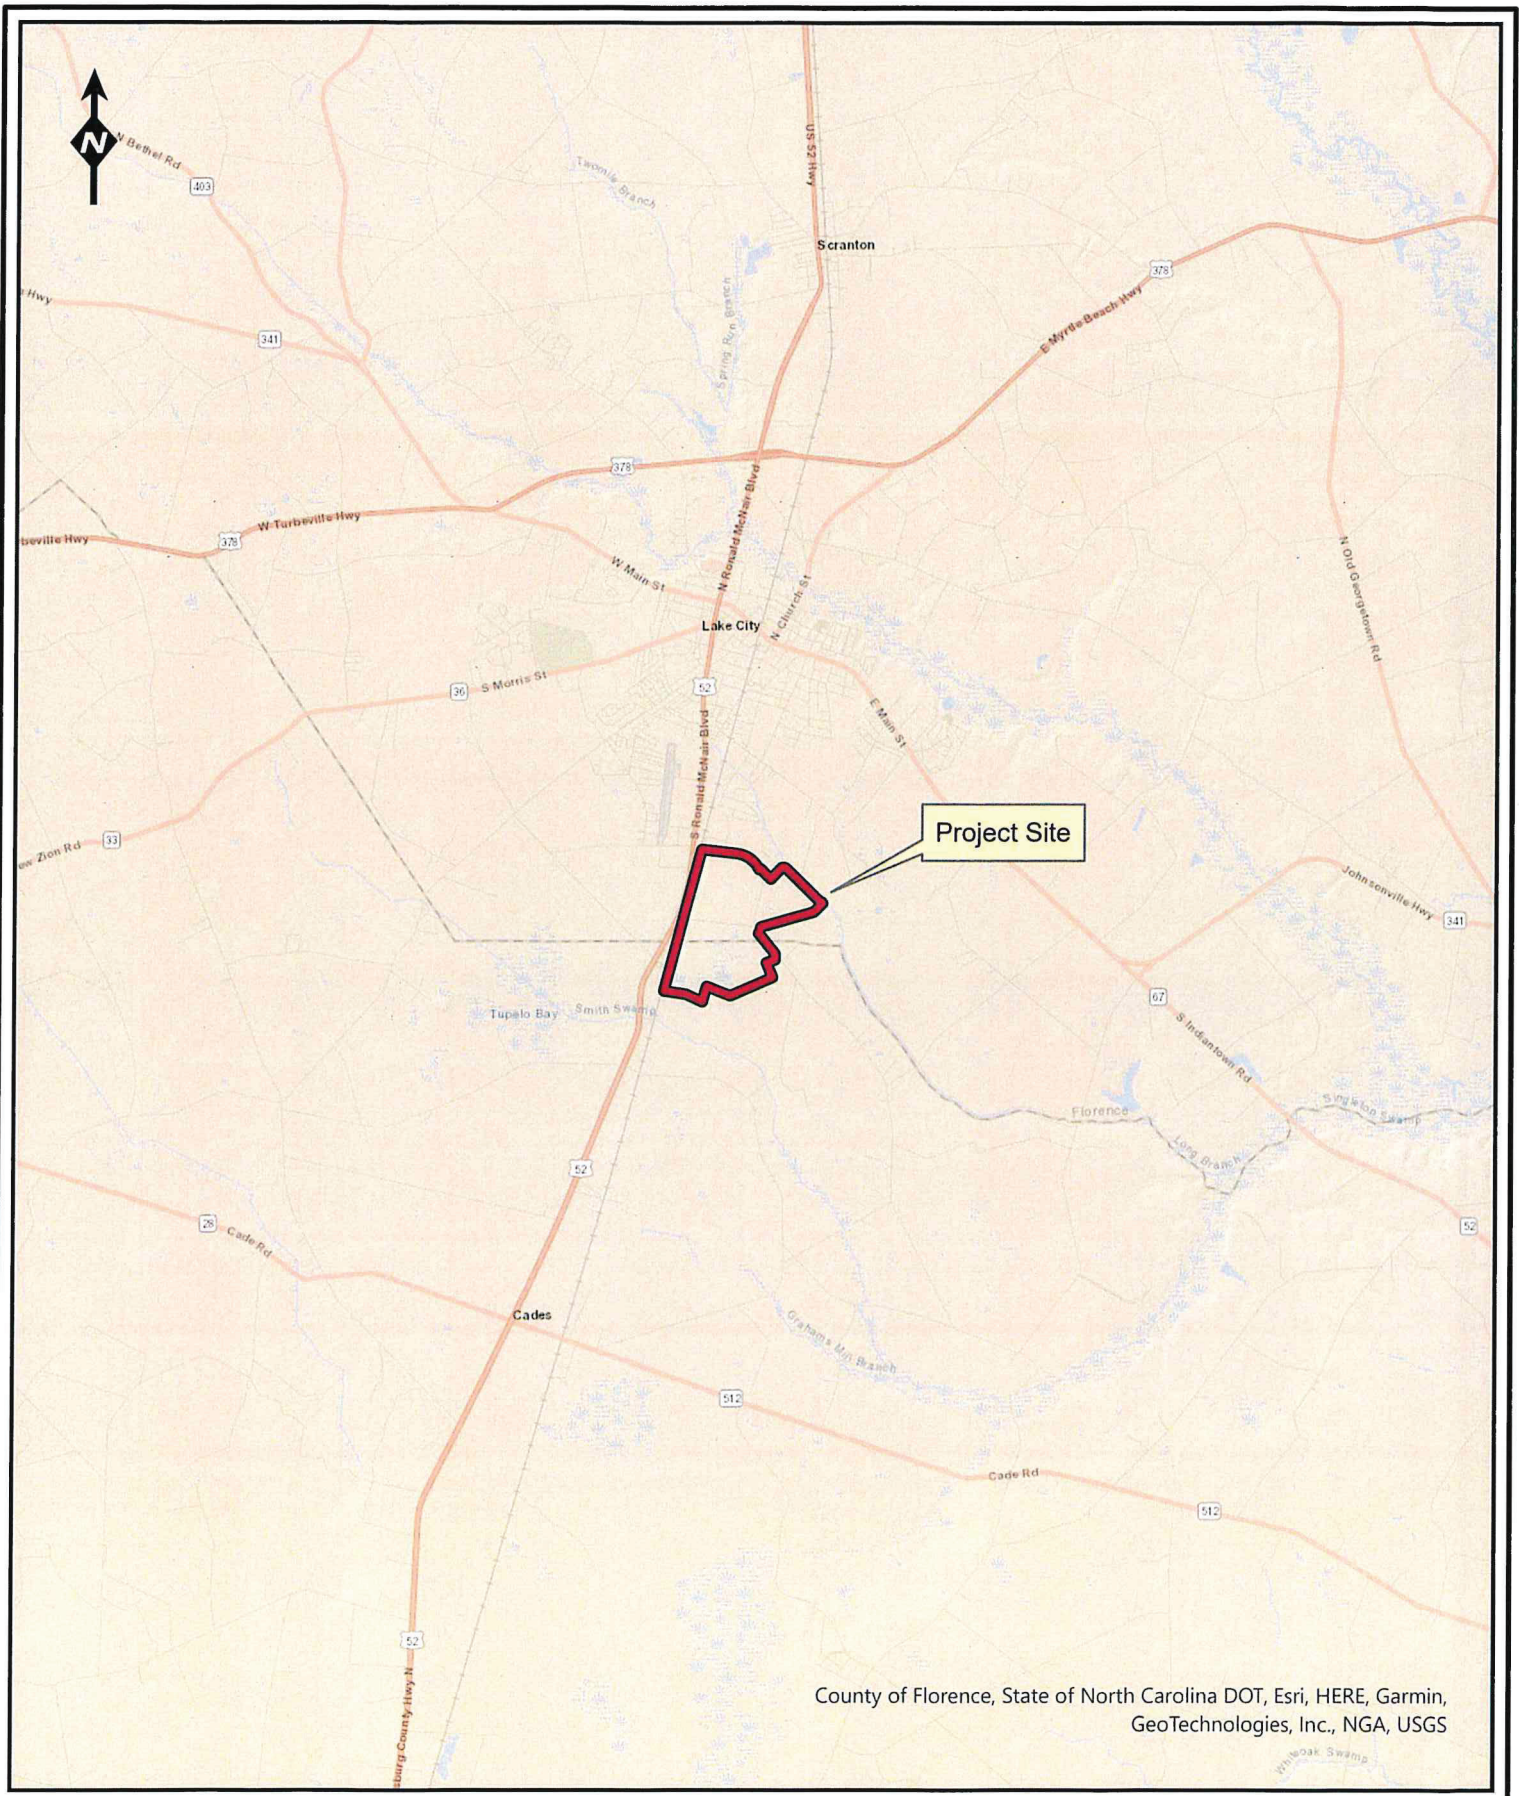 N
N Bethel Rd
403
US 52 Hwy
Twomile Branch
Scranton
378
E Myrtle Beach Hwy
Hwy
341
Spring Run Branch
378
W Turbeville Hwy
378
beville Hwy
N Ronald McNair Blvd
W Main St
N Church St
N Old Georgetown Rd
Lake City
36
S Morris St
52
E Main St
S Ronald McNair Blvd
33
ew Zion Rd
Project Site
Johnsonville Hwy
341
67
S Indiantown Rd
Tupelo Bay
Smith Swamp
Florence
Singleton Swamp
Long Branch
52
28
Cade Rd
52
Cades
Grahams Mill Branch
512
Cade Rd
512
52
sburg County Hwy N
County of Florence, State of North Carolina DOT, Esri, HERE, Garmin,
GeoTechnologies, Inc., NGA, USGS
Whiteoak Swamp